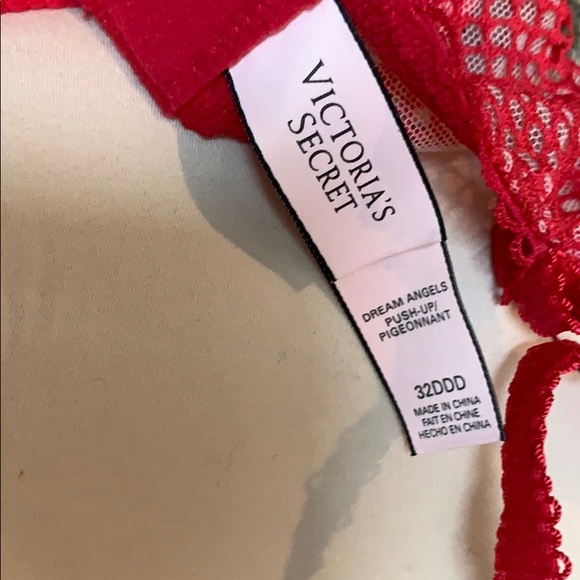 VICTORIA'S
SECRET
DREAM ANGELS
PUSH-UP/
PIGEONNANT
32DDD
MADE IN CHINA
FAIT EN CHINE
HECHO EN CHINA